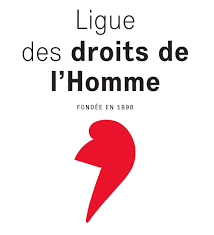 Ligue
des droits de
l'Homme
FONDÉE EN 1898